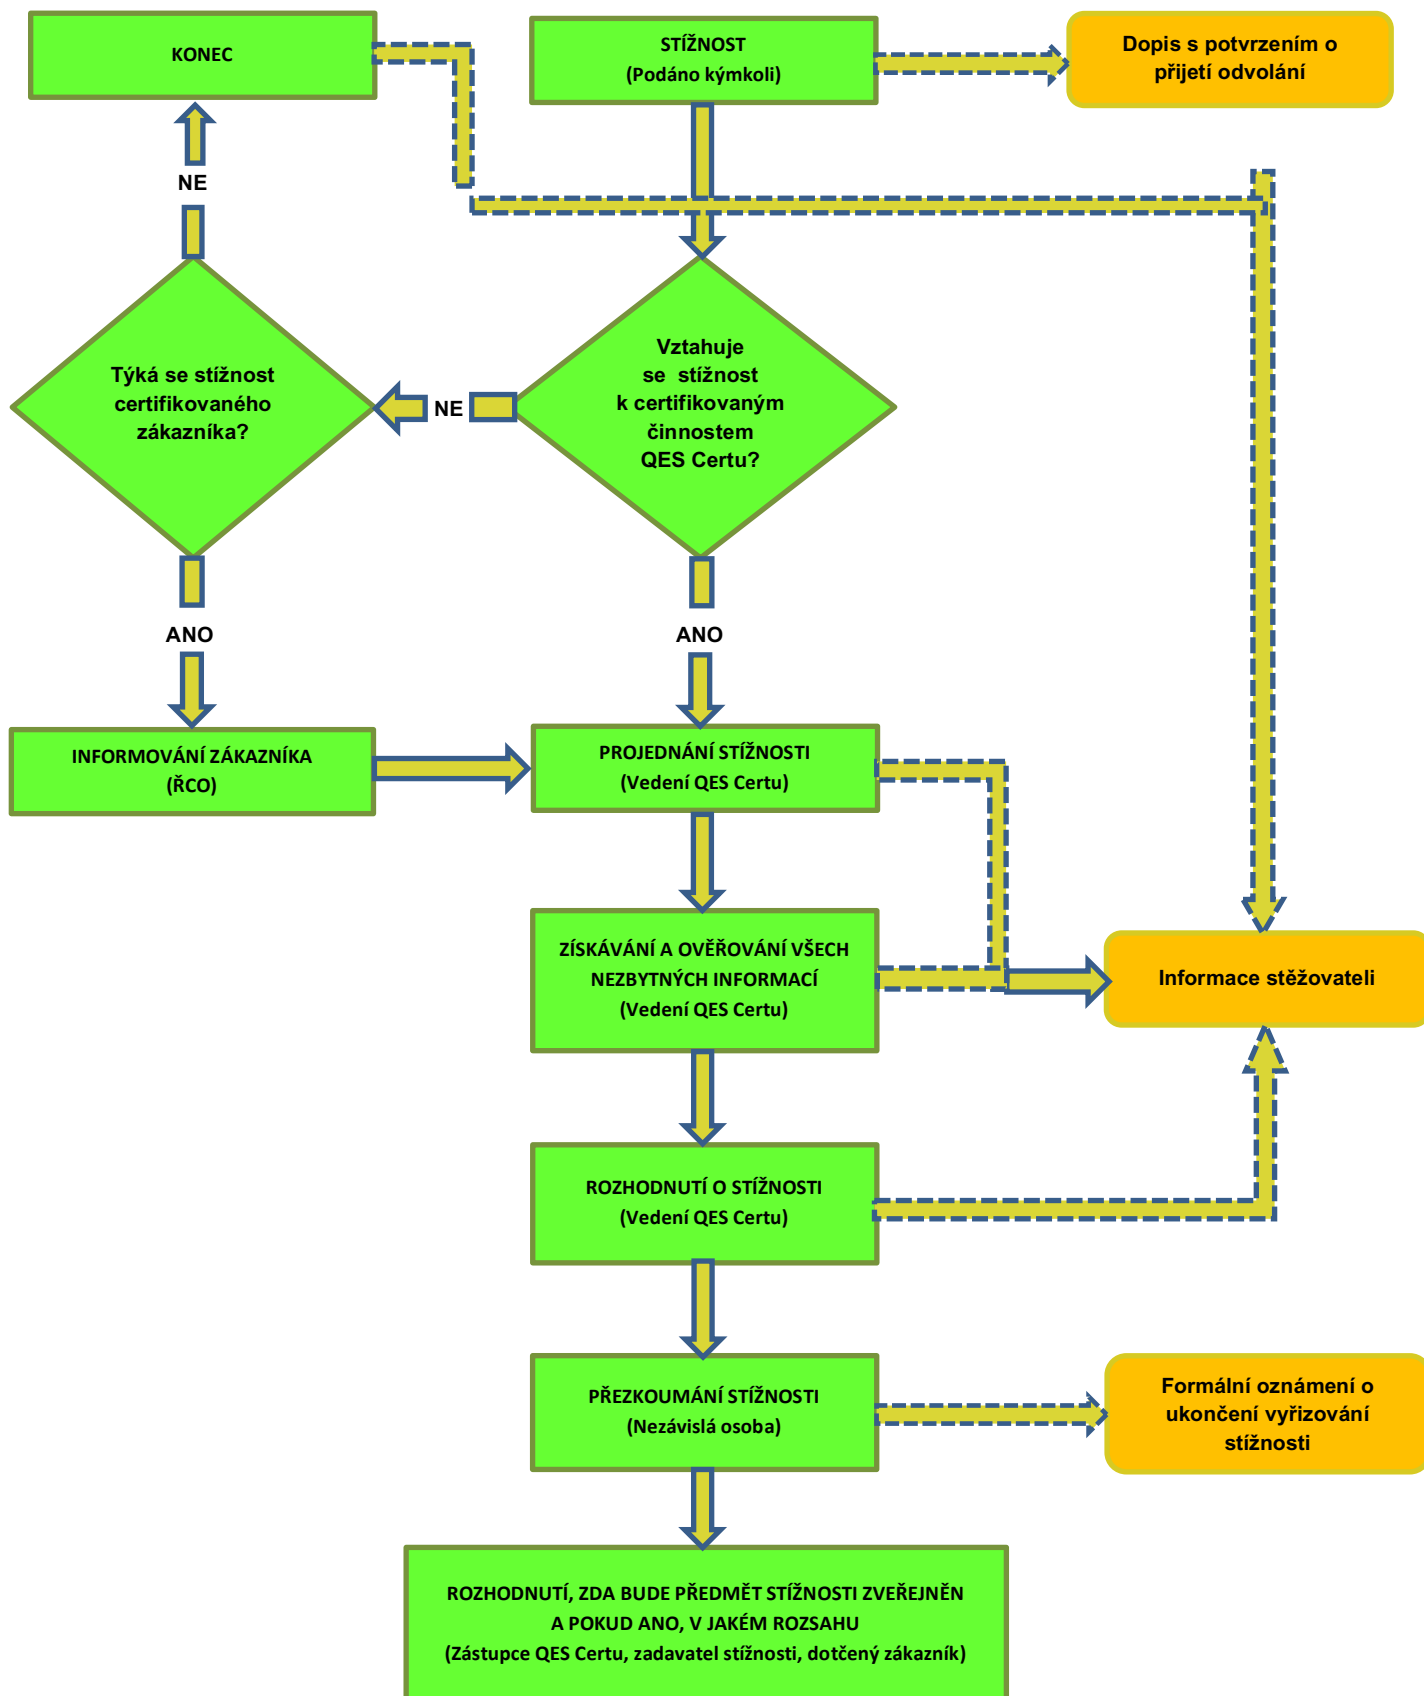 KONEC
STÍŽNOST
(Podáno kýmkoli)
Dopis s potvrzením o
přijetí odvolání
NE
Týká se stížnost
certifikovaného
zákazníka?
NE
Vztahuje
se stížnost
k certifikovaným
činnostem
QES Certu?
ANO
ANO
INFORMOVÁNÍ ZÁKAZNÍKA
(ŘCO)
PROJEDNÁNÍ STÍŽNOSTI
(Vedení QES Certu)
ZÍSKÁVÁNÍ A OVĚŘOVÁNÍ VŠECH
NEZBYTNÝCH INFORMACÍ
(Vedení QES Certu)
Informace stěžovateli
ROZHODNUTÍ O STÍŽNOSTI
(Vedení QES Certu)
PŘEZKOUMÁNÍ STÍŽNOSTI
(Nezávislá osoba)
Formální oznámení o
ukončení vyřizování
stížnosti
ROZHODNUTÍ, ZDA BUDE PŘEDMĚT STÍŽNOSTI ZVEŘEJNĚN
A POKUD ANO, V JAKÉM ROZSAHU
(Zástupce QES Certu, zadavatel stížnosti, dotčený zákazník)